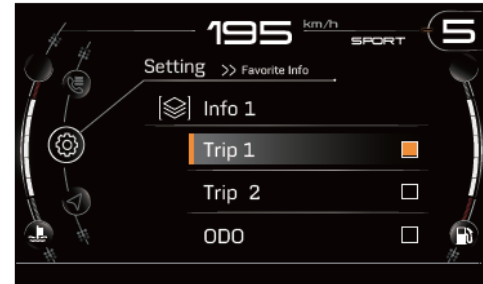 195 km/h SPORT 5
Setting >> Favorite Info
Info 1
Trip 1
Trip 2
ODO